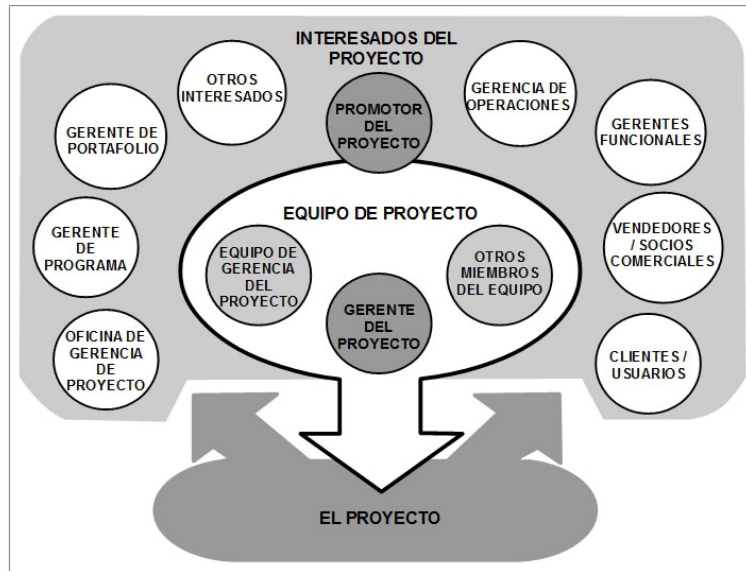 INTERESADOS DEL
PROYECTO
OTROS
INTERESADOS
GERENCIA DE
OPERACIONES
PROMOTOR
DEL
PROYECTO
GERENTE DE
PORTAFOLIO
GERENTES
FUNCIONALES
EQUIPO DE PROYECTO
GERENTE
DE
PROGRAMA
EQUIPO DE
GERENCIA
DEL
PROYECTO
OTROS
MIEMBROS
DEL EQUIPO
VENDEDORES
/ SOCIOS
COMERCIALES
GERENTE
DEL
PROYECTO
OFICINA DE
GERENCIA
DE
PROYECTO
CLIENTES /
USUARIOS
EL PROYECTO